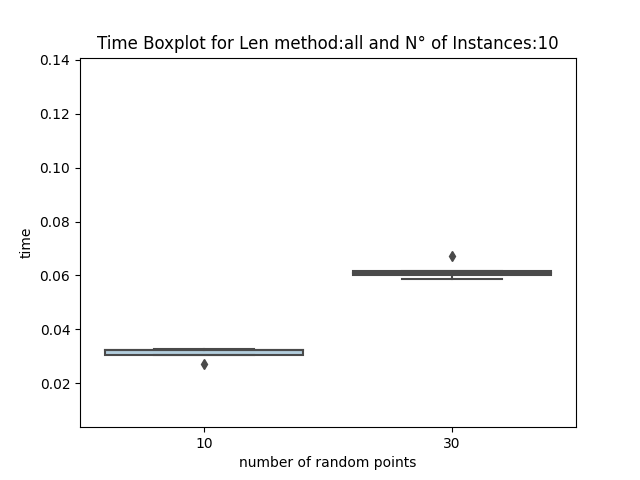 Time Boxplot for Len method:all and N° of Instances:10
0.14
0.12
0.10
0.08
0.06
0.04
0.02
time
10 30
number of random points